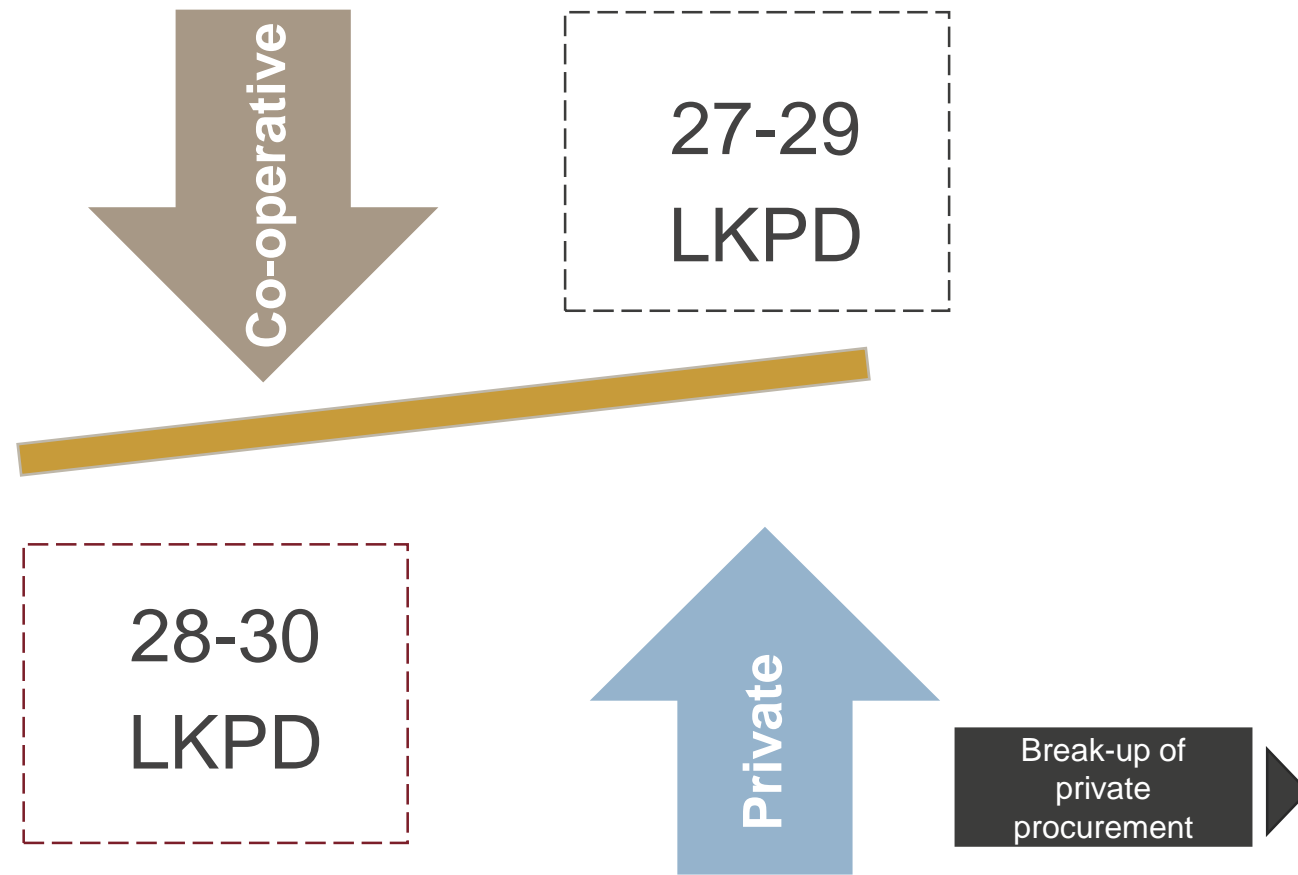 Co-operative
27-29
LKPD
28-30
LKPD
Private
Break-up of
private
procurement